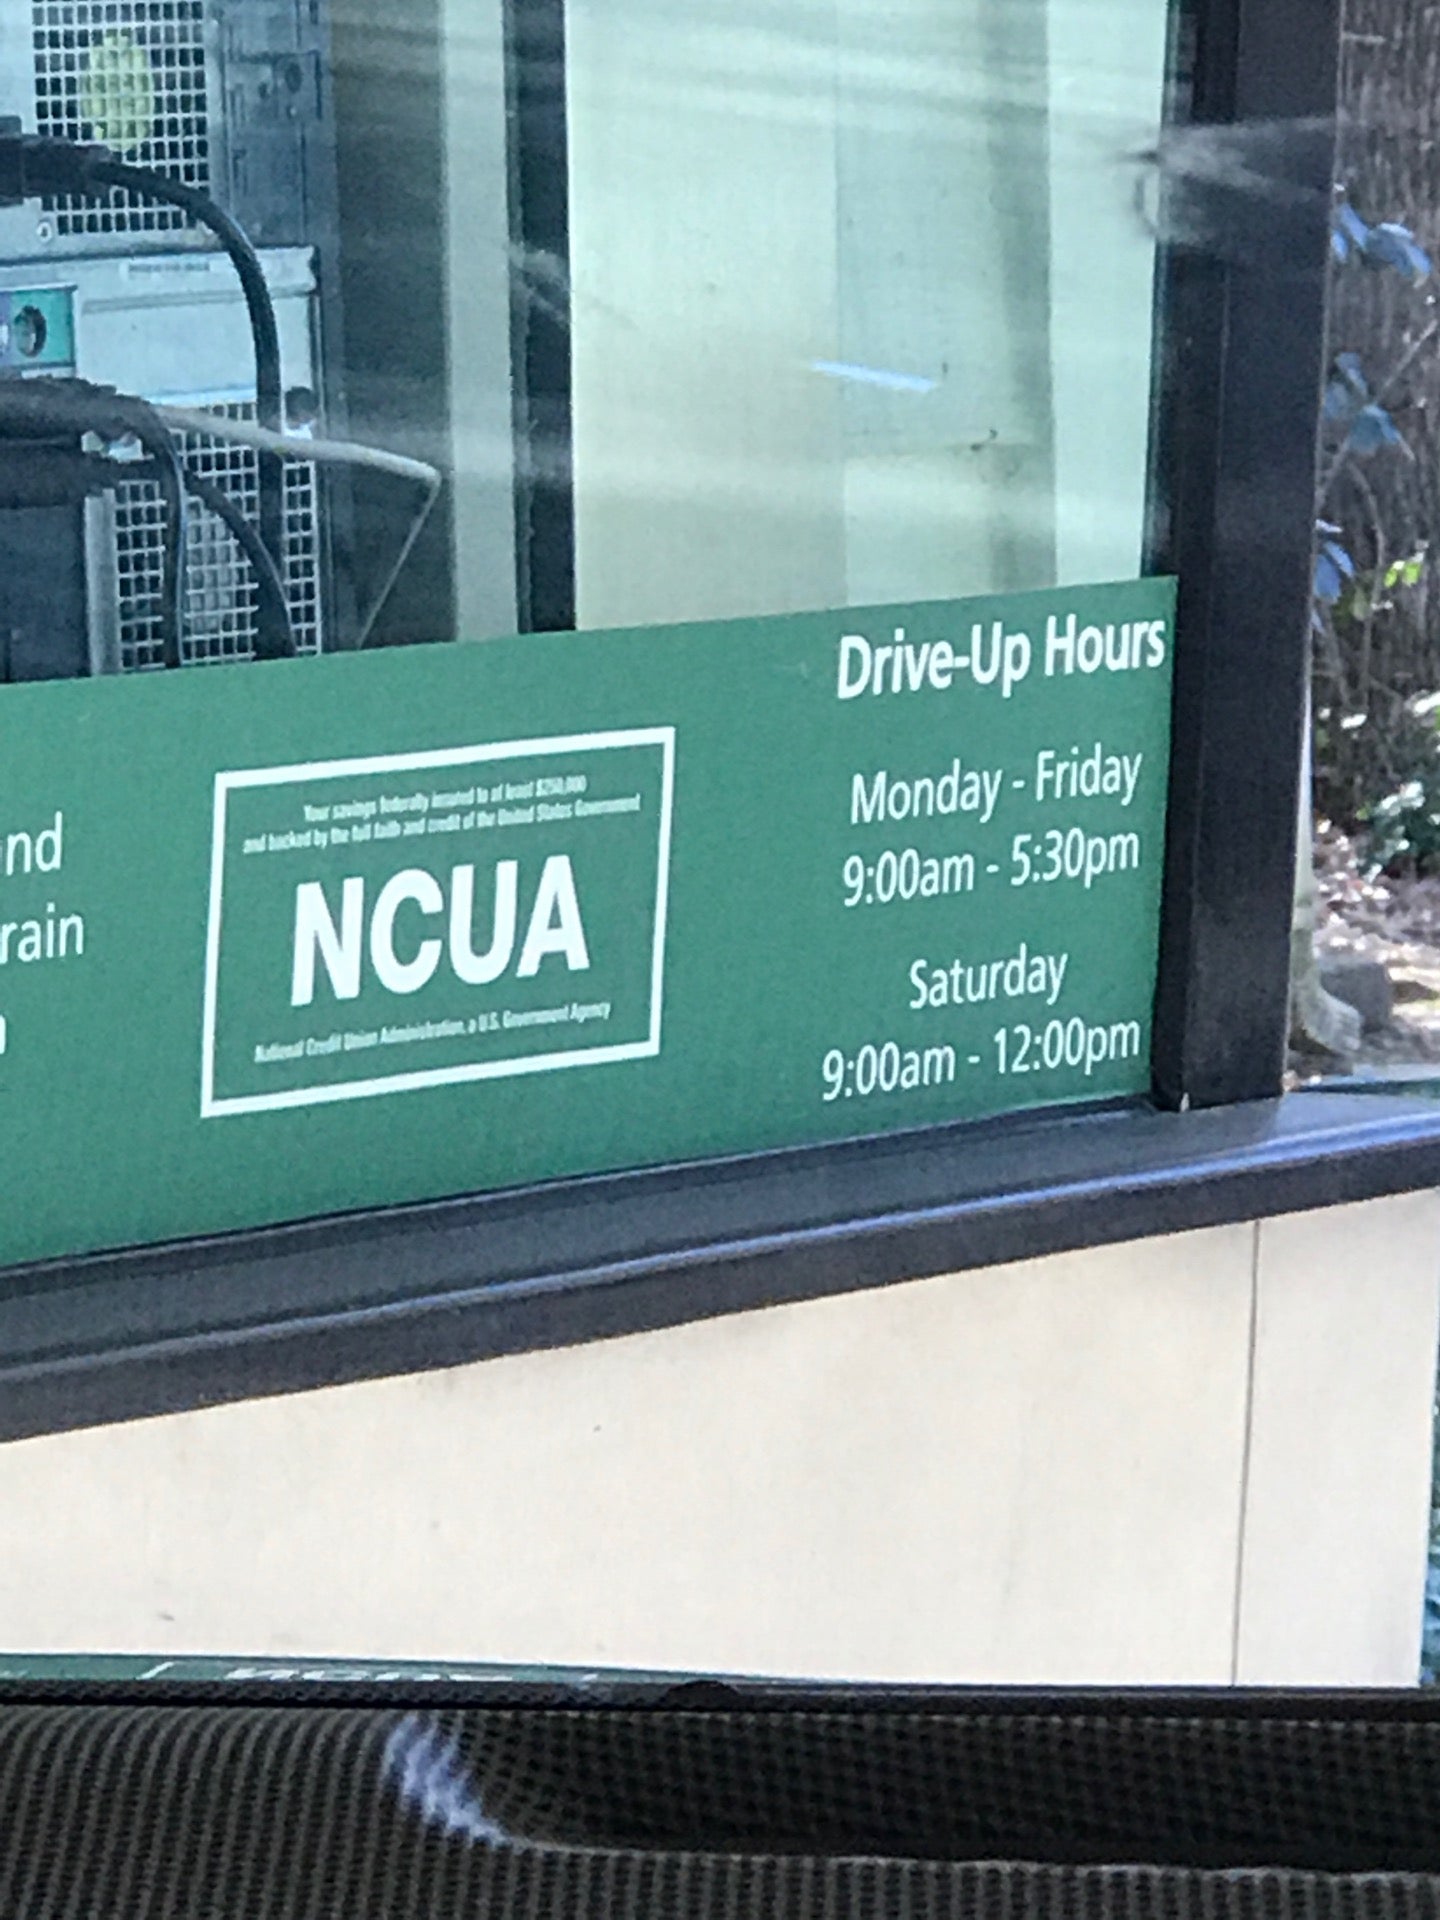 nd
rain
Your savings federally insured to at least $250,000
and backed by the full faith and credit of the United States Government
NCUA
National Credit Union Administration, a U.S. Government Agency
Drive-Up Hours
Monday - Friday
9:00am - 5:30pm
Saturday
9:00am - 12:00pm